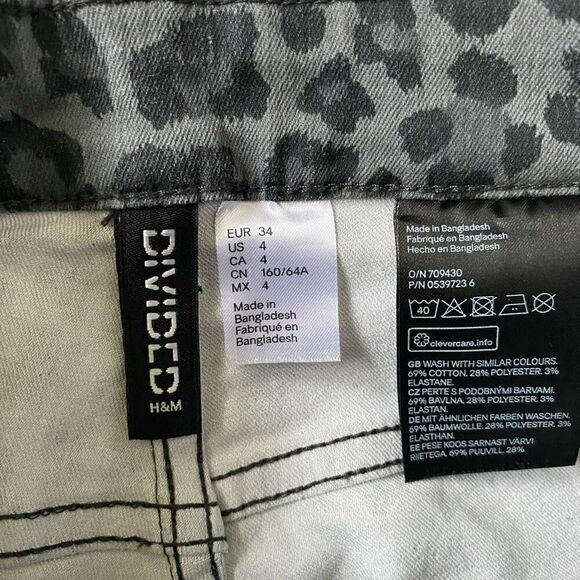 DIVIDED
H&M
EUR 34
US 4
CA 4
CN 160/64A
MX 4
Made in
Bangladesh
Fabriqué en
Bangladesh
Made in Bangladesh
Fabriqué en Bangladesh
Hecho en Bangladesh
O/N 709430
P/N 0539723 6
40
clevercare.info
GB WASH WITH SIMILAR COLOURS.
69% COTTON. 28% POLYESTER. 3%
ELASTANE.
CZ PERTE S PODOBNÝMI BARVAMI.
69% BAVLNA. 28% POLYESTER. 3%
ELASTAN.
DE MIT ÄHNLICHEN FARBEN WASCHEN.
69% BAUMWOLLE. 28% POLYESTER. 3%
ELASTHAN.
EE PESE KOOS SARNAST VÄRVI
RIIETEGA. 69% PUUVILL, 28%